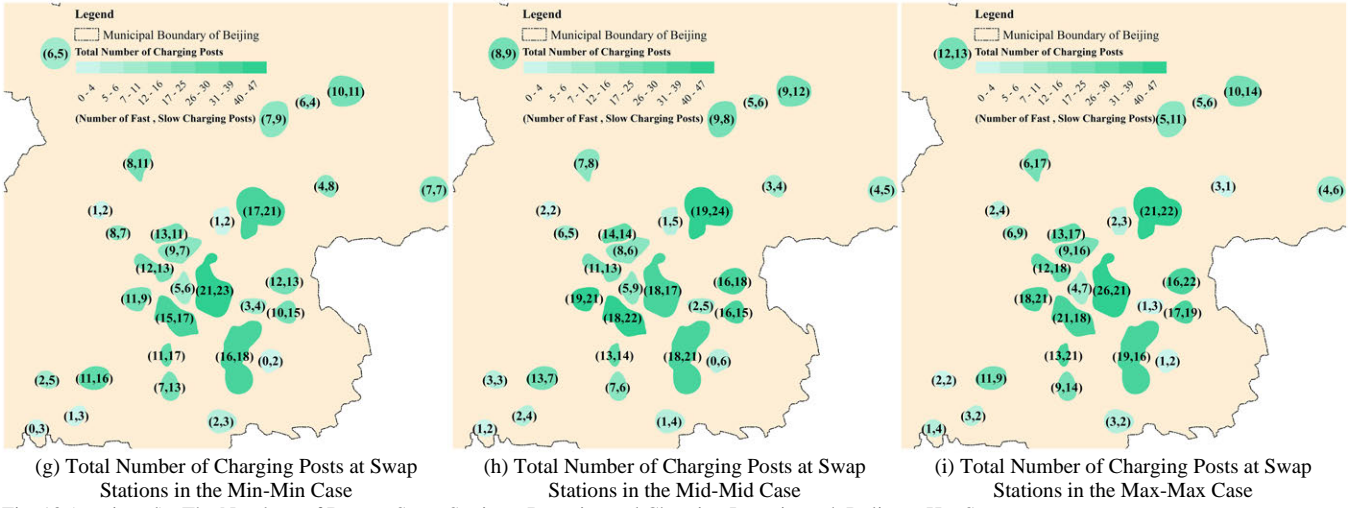 Legend
Municipal Boundary of Beijing
Total Number of Charging Posts
0 - 4
5 - 6
7 - 11
12 - 16
17 - 25
26 - 30
31 - 39
40 - 47
(Number of Fast , Slow Charging Posts)
(6,5)
(10,11)
(6,4)
(7,9)
(8,11)
(4,8)
(7,7)
(1,2)
(17,21)
(1,2)
(8,7)
(13,11)
(9,7)
(12,13)
(12,13)
(5,6)
(21,23)
(11,9)
(3,4)
(10,15)
(15,17)
(11,17)
(16,18)
(0,2)
(2,5)
(11,16)
(7,13)
(1,3)
(2,3)
(0,3)
(g) Total Number of Charging Posts at Swap
Stations in the Min-Min Case
Legend
Municipal Boundary of Beijing
Total Number of Charging Posts
0 - 4
5 - 6
7 - 11
12 - 16
17 - 25
26 - 30
31 - 39
40 - 47
(Number of Fast , Slow Charging Posts)
(8,9)
(9,12)
(5,6)
(9,8)
(7,8)
(3,4)
(4,5)
(2,2)
(19,24)
(1,5)
(6,5)
(14,14)
(8,6)
(11,13)
(16,18)
(5,9)
(18,17)
(19,21)
(2,5)
(16,15)
(18,22)
(13,14)
(18,21)
(0,6)
(3,3)
(13,7)
(7,6)
(2,4)
(1,4)
(1,2)
(h) Total Number of Charging Posts at Swap
Stations in the Mid-Mid Case
Legend
Municipal Boundary of Beijing
Total Number of Charging Posts
0 - 4
5 - 6
7 - 11
12 - 16
17 - 25
26 - 30
31 - 39
40 - 47
(Number of Fast , Slow Charging Posts)
(12,13)
(10,14)
(5,6)
(5,11)
(6,17)
(3,1)
(4,6)
(2,4)
(21,22)
(2,3)
(6,9)
(13,17)
(9,16)
(12,18)
(16,22)
(4,7)
(26,21)
(18,21)
(1,3)
(17,19)
(21,18)
(13,21)
(19,16)
(1,2)
(2,2)
(11,9)
(9,14)
(3,2)
(3,2)
(1,4)
(i) Total Number of Charging Posts at Swap
Stations in the Max-Max Case